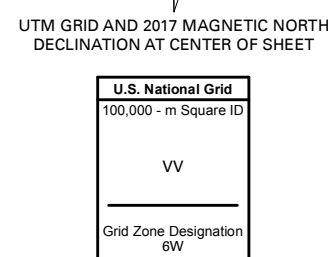 UTM GRID AND 2017 MAGNETIC NORTH
DECLINATION AT CENTER OF SHEET
U.S. National Grid
100,000 - m Square ID
VV
Grid Zone Designation
6W